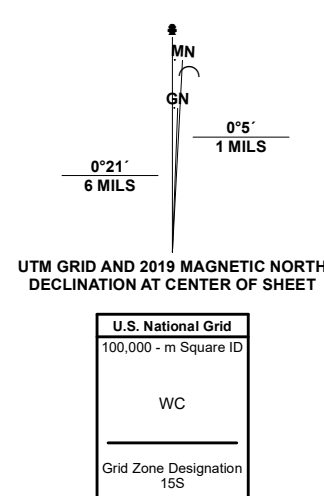 MN
GN
0°5´
1 MILS
0°21´
6 MILS
UTM GRID AND 2019 MAGNETIC NORTH
DECLINATION AT CENTER OF SHEET
U.S. National Grid
100,000 - m Square ID
WC
Grid Zone Designation
15S